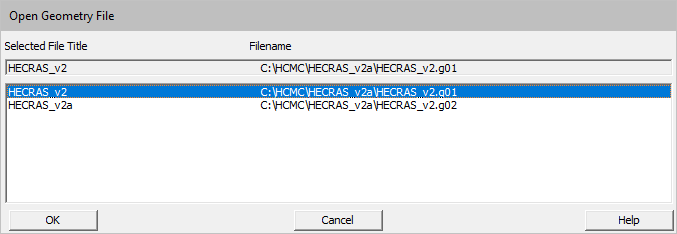 Open Geometry File
Selected File Title Filename
HECRAS_v2 C:\HCMC\HECRAS_v2a\HECRAS_v2.g01
HECRAS_v2 C:\HCMC\HECRAS_v2a\HECRAS_v2.g01
HECRAS_v2a C:\HCMC\HECRAS_v2a\HECRAS_v2.g02
OK Cancel Help